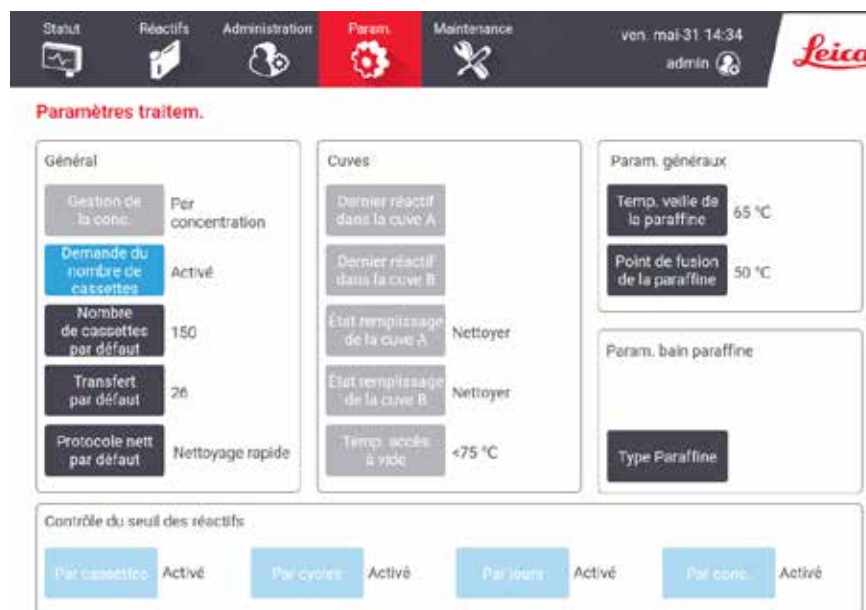 Statut
Réactifs
Administration
Param.
Maintenance
ven. mai-31 14:34
admin
Leica
Paramètres traitem.
Général
Gestion de
la conc.
Per
concentration
Demande du
nombre de
cassettes
Activé
Nombre
de cassettes
par défaut
150
Transfert
par défaut
26
Protocole nett
par défaut
Nettoyage rapide
Cuves
Dernier réactif
dans la cuve A
Dernier réactif
dans la cuve B
État remplissage
de la cuve A
Nettoyer
État remplissage
de la cuve B
Nettoyer
Temp. accès
à vide
<75 °C
Param. généraux
Temp. veille de
la paraffine
65 °C
Point de fusion
de la paraffine
50 °C
Param. bain paraffine
Type Paraffine
Contrôle du seuil des réactifs
Par cassettes
Activé
Par cycles
Activé
Par jours
Activé
Par conc.
Activé